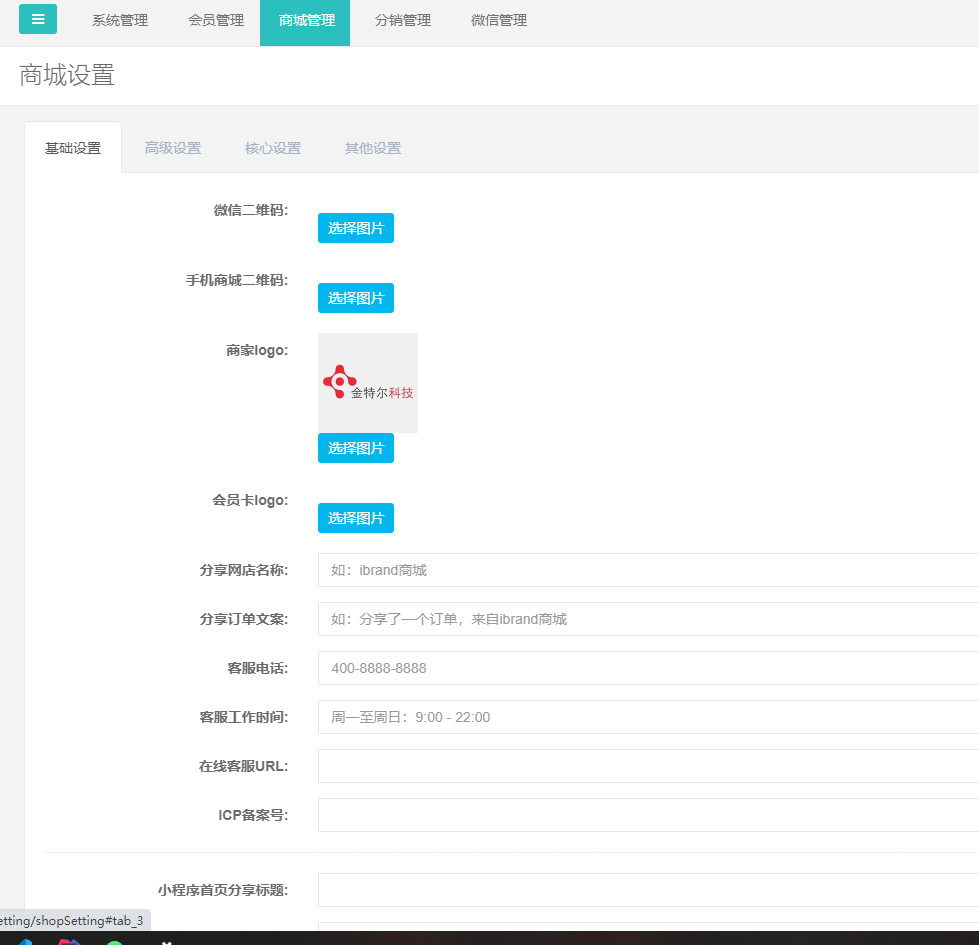 系统管理 会员管理 商城管理 分销管理 微信管理
商城设置
基础设置 高级设置 核心设置 其他设置
微信二维码:
选择图片
手机商城二维码:
选择图片
商家logo:
金特尔科技
选择图片
会员卡logo:
选择图片
分享网店名称: 如：ibrand商城
分享订单文案: 如：分享了一个订单，来自ibrand商城
客服电话: 400-8888-8888
客服工作时间: 周一至周日：9:00 - 22:00
在线客服URL:
ICP备案号:
小程序首页分享标题:
etting/shopSetting#tab_3